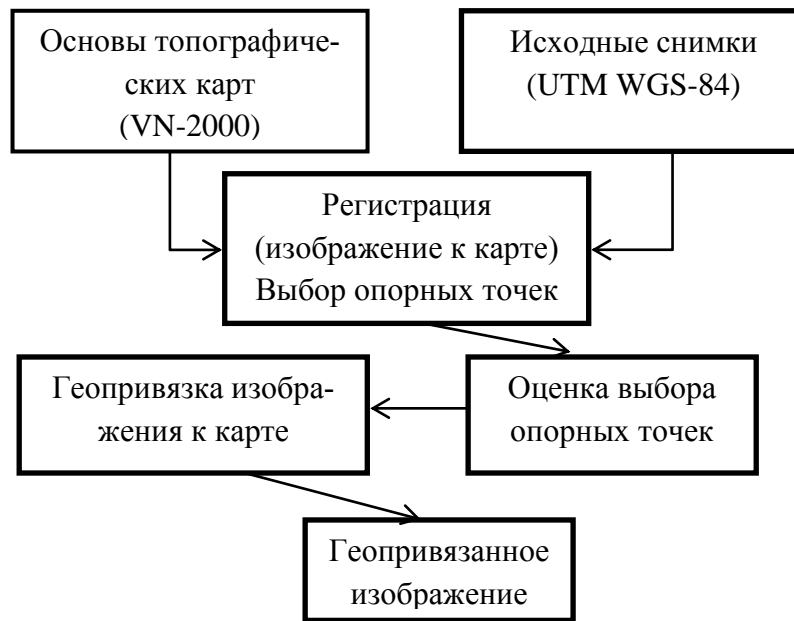 Основы топографиче-
ских карт
(VN-2000)
Исходные снимки
(UTM WGS-84)
Регистрация
(изображение к карте)
Выбор опорных точек
Геопривязка изобра-
жения к карте
Оценка выбора
опорных точек
Геопривязанное
изображение